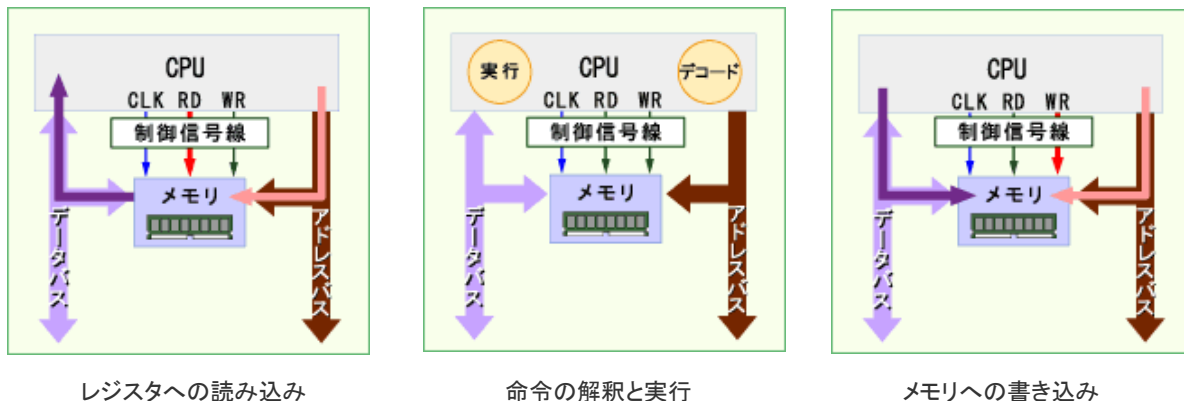 CPU
CLK RD WR
制御信号線
メモリ
データバス
アドレスバス
レジスタへの読み込み
実行
CPU
デコード
CLK RD WR
制御信号線
メモリ
データバス
アドレスバス
命令の解釈と実行
CPU
CLK RD WR
制御信号線
メモリ
データバス
アドレスバス
メモリへの書き込み